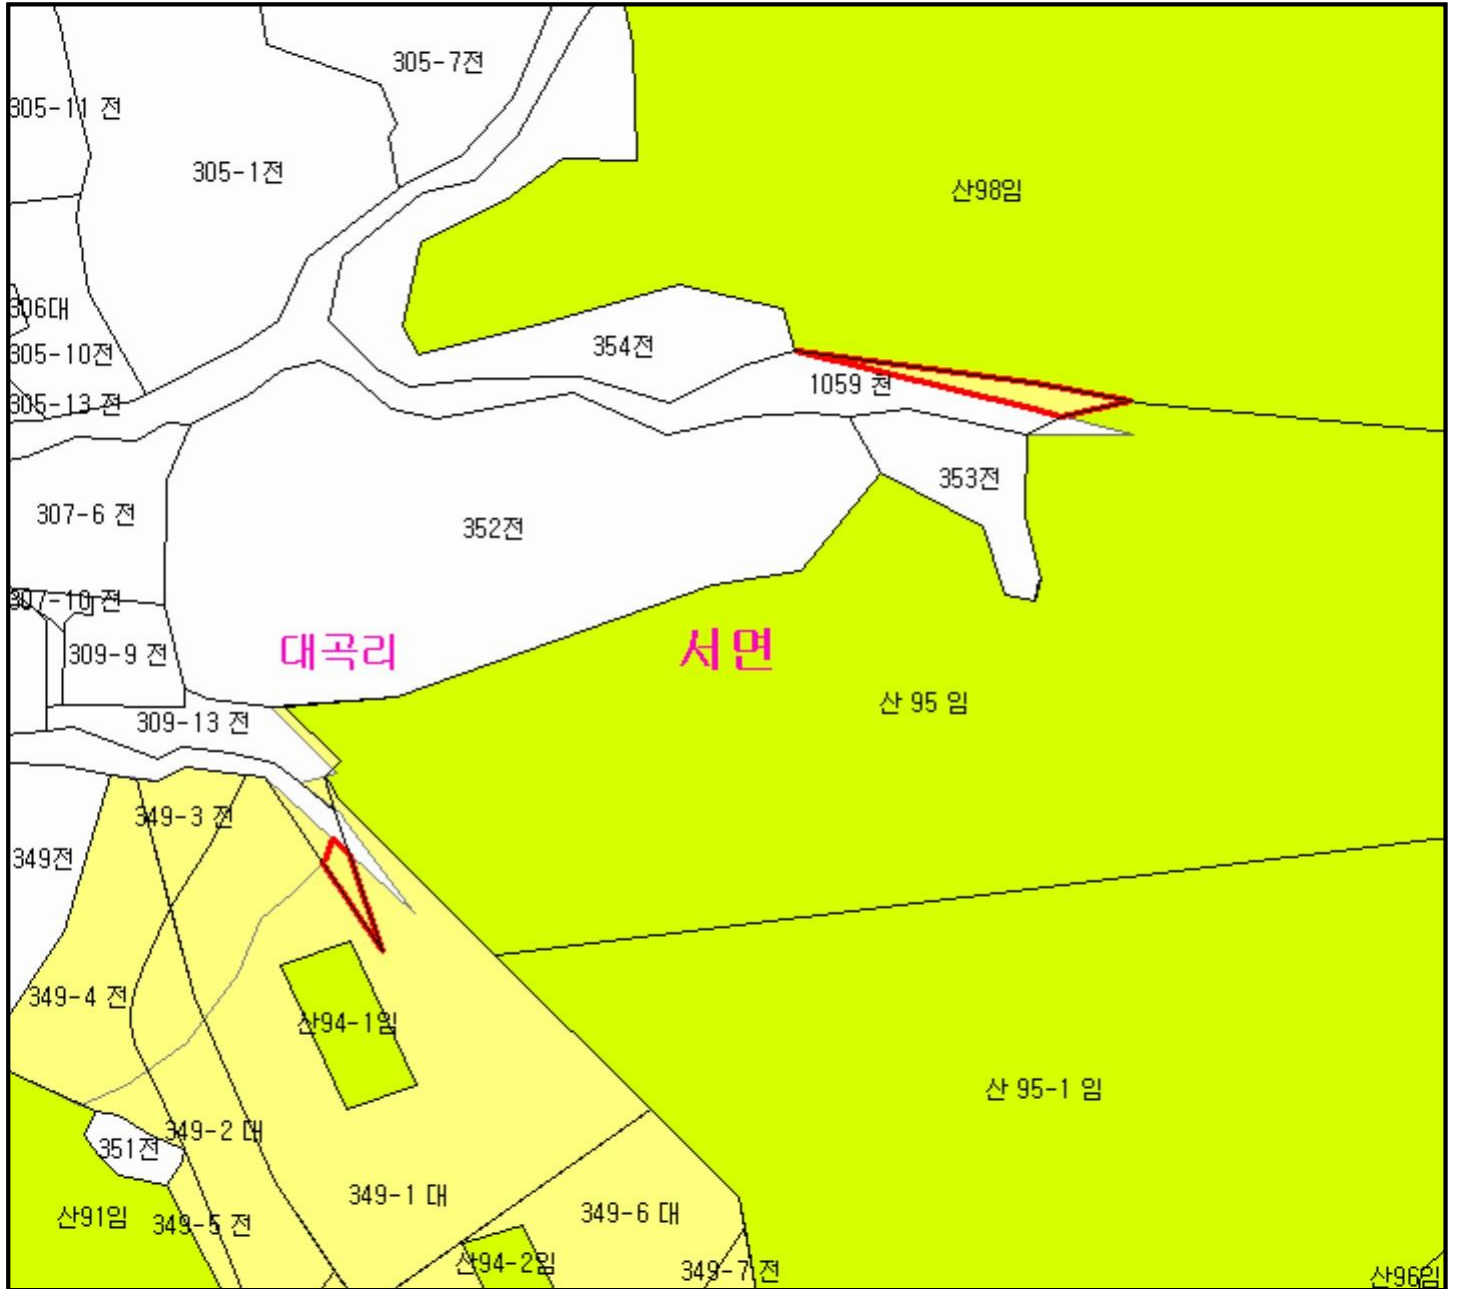 305-7전
305-11 전
305-1전
산98임
306대
354전
305-10전
1059 천
305-13 전
353전
307-6 전
352전
307-10 전
대곡리
서면
309-9 전
산 95 임
309-13 전
349-3 전
349전
349-4 전
산94-1임
산 95-1 임
349-2 대
351전
349-1 대
349-6 대
산91임
349-5 전
산94-2임
349-7 전
산96임